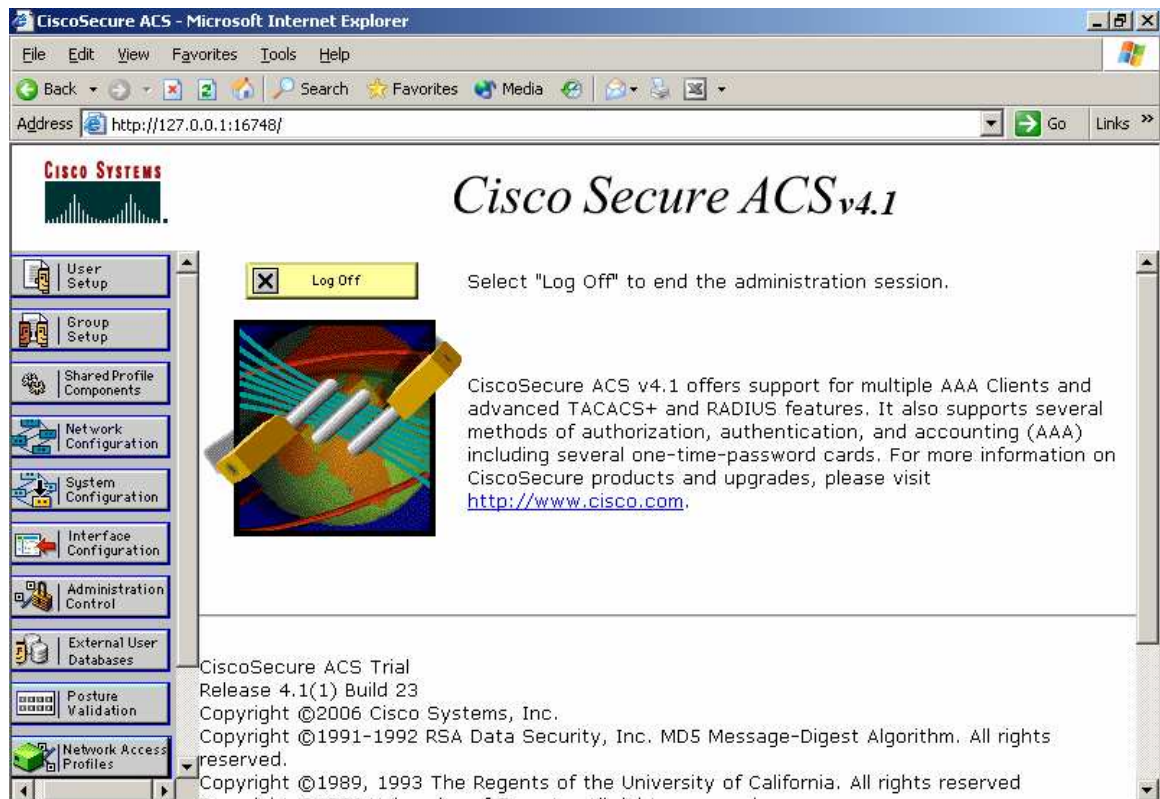 CiscoSecure ACS - Microsoft Internet Explorer
File Edit View Favorites Tools Help
Back Search Favorites Media
Address http://127.0.0.1:16748/ Go Links »
CISCO SYSTEMS
Cisco Secure ACS v4.1
User
Setup
Group
Setup
Shared Profile
Components
Network
Configuration
System
Configuration
Interface
Configuration
Administration
Control
External User
Databases
Posture
Validation
Network Access
Profiles
Log Off
Select "Log Off" to end the administration session.
CiscoSecure ACS v4.1 offers support for multiple AAA Clients and
advanced TACACS+ and RADIUS features. It also supports several
methods of authorization, authentication, and accounting (AAA)
including several one-time-password cards. For more information on
CiscoSecure products and upgrades, please visit
http://www.cisco.com.
CiscoSecure ACS Trial
Release 4.1(1) Build 23
Copyright ©2006 Cisco Systems, Inc.
Copyright ©1991-1992 RSA Data Security, Inc. MD5 Message-Digest Algorithm. All rights
reserved.
Copyright ©1989, 1993 The Regents of the University of California. All rights reserved